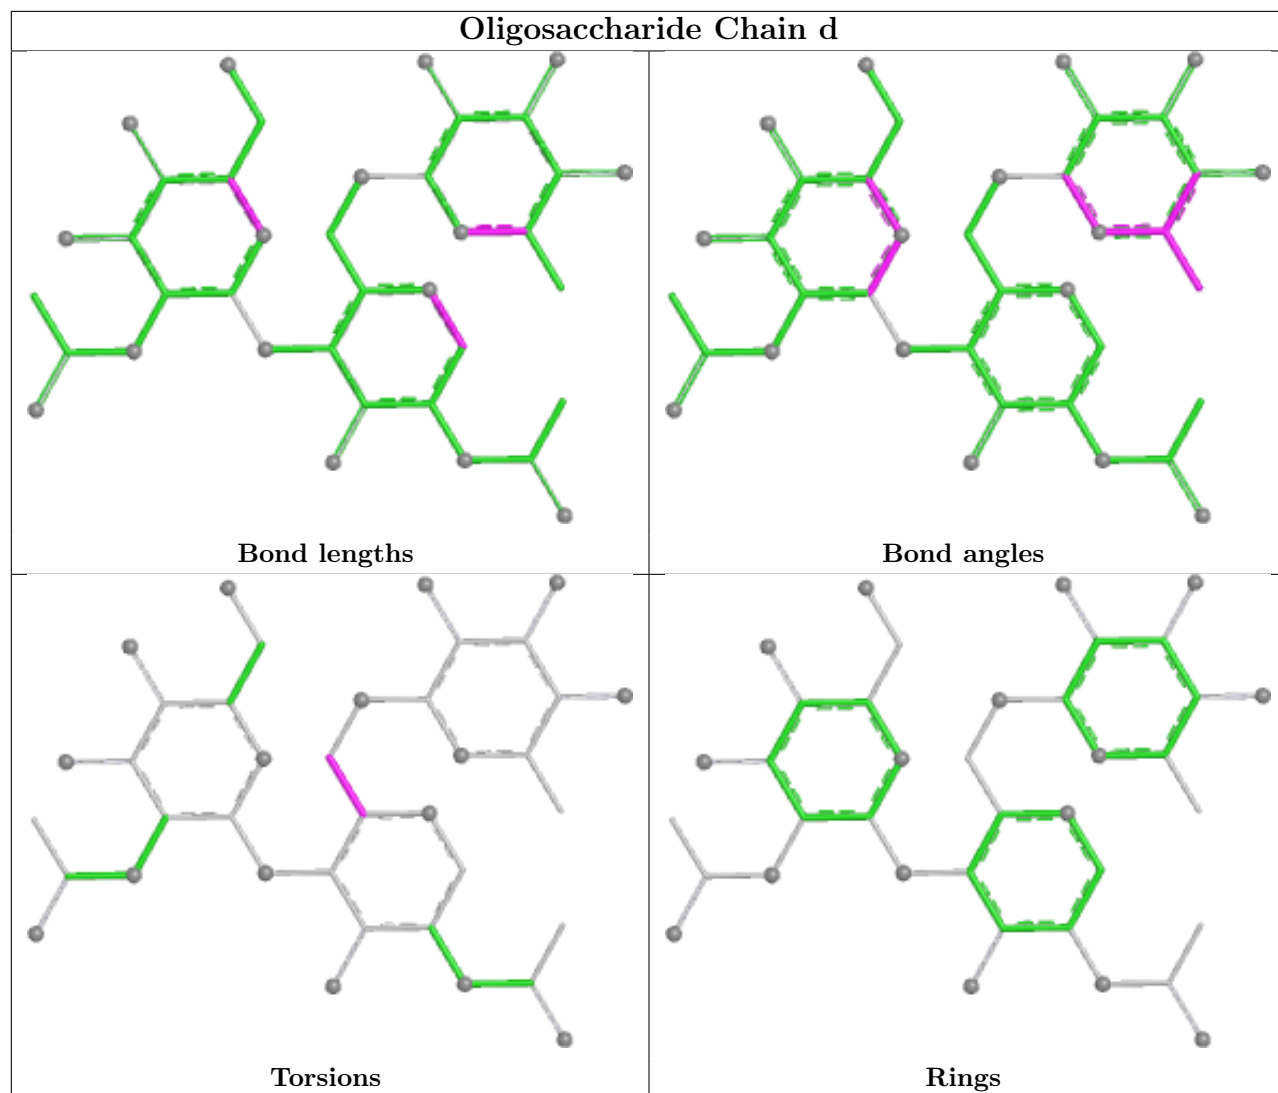 Oligosaccharide Chain d
Bond lengths
Bond angles
Torsions
Rings